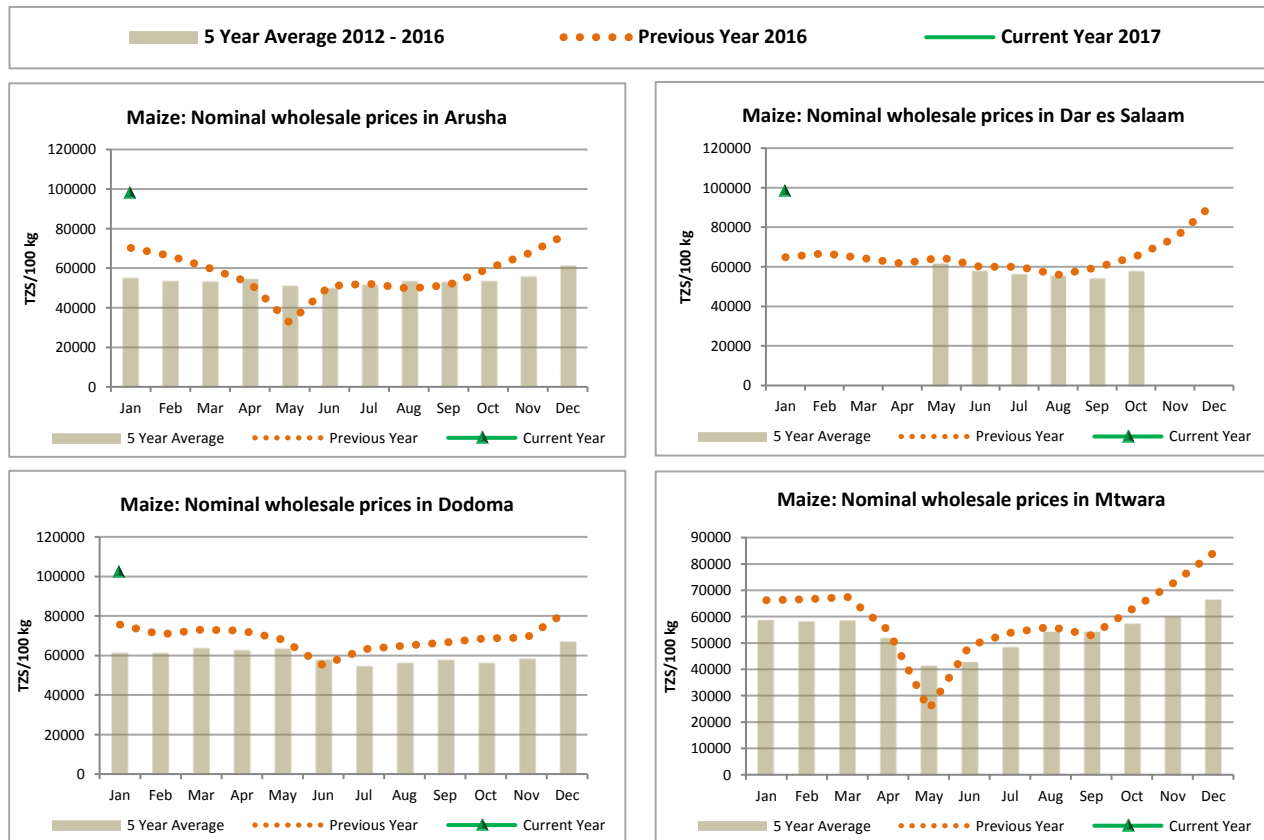 5 Year Average 2012 - 2016 Previous Year 2016 Current Year 2017
Maize: Nominal wholesale prices in Arusha
TZS/100 kg
120000
100000
80000
60000
40000
20000
0
Jan Feb Mar Apr May Jun Jul Aug Sep Oct Nov Dec
5 Year Average Previous Year Current Year
Maize: Nominal wholesale prices in Dar es Salaam
TZS/100 kg
120000
100000
80000
60000
40000
20000
0
Jan Feb Mar Apr May Jun Jul Aug Sep Oct Nov Dec
5 Year Average Previous Year Current Year
Maize: Nominal wholesale prices in Dodoma
TZS/100 kg
120000
100000
80000
60000
40000
20000
0
Jan Feb Mar Apr May Jun Jul Aug Sep Oct Nov Dec
5 Year Average Previous Year Current Year
Maize: Nominal wholesale prices in Mtwara
TZS/100 kg
90000
80000
70000
60000
50000
40000
30000
20000
10000
0
Jan Feb Mar Apr May Jun Jul Aug Sep Oct Nov Dec
5 Year Average Previous Year Current Year